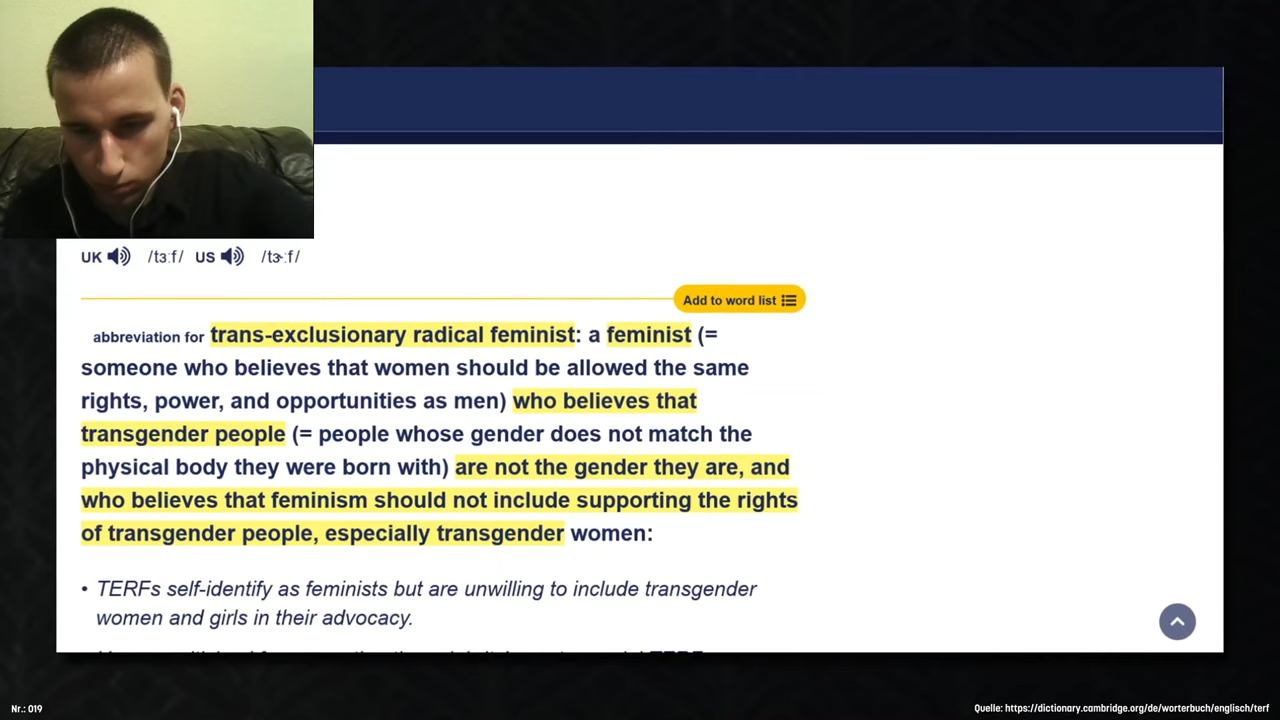 UK /tɜːf/ US /tɝːf/
Add to word list
abbreviation for trans-exclusionary radical feminist: a feminist (=
someone who believes that women should be allowed the same
rights, power, and opportunities as men) who believes that
transgender people (= people whose gender does not match the
physical body they were born with) are not the gender they are, and
who believes that feminism should not include supporting the rights
of transgender people, especially transgender women:
• TERFs self-identify as feminists but are unwilling to include transgender
women and girls in their advocacy.
Nr.: 019
Quelle: https://dictionary.cambridge.org/de/worterbuch/englisch/terf